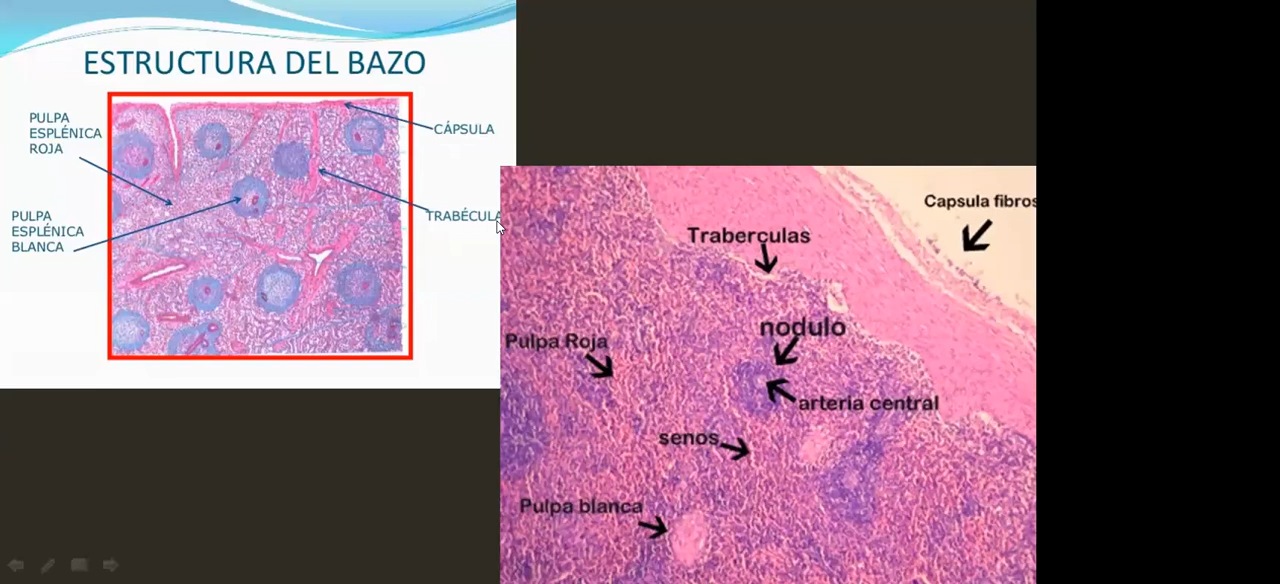 ESTRUCTURA DEL BAZO
PULPA
ESPLÉNICA
ROJA
CÁPSULA
PULPA
ESPLÉNICA
BLANCA
TRABÉCULA
Capsula fibros
Traberculas
nodulo
Pulpa Roja
arteria central
senos
Pulpa blanca